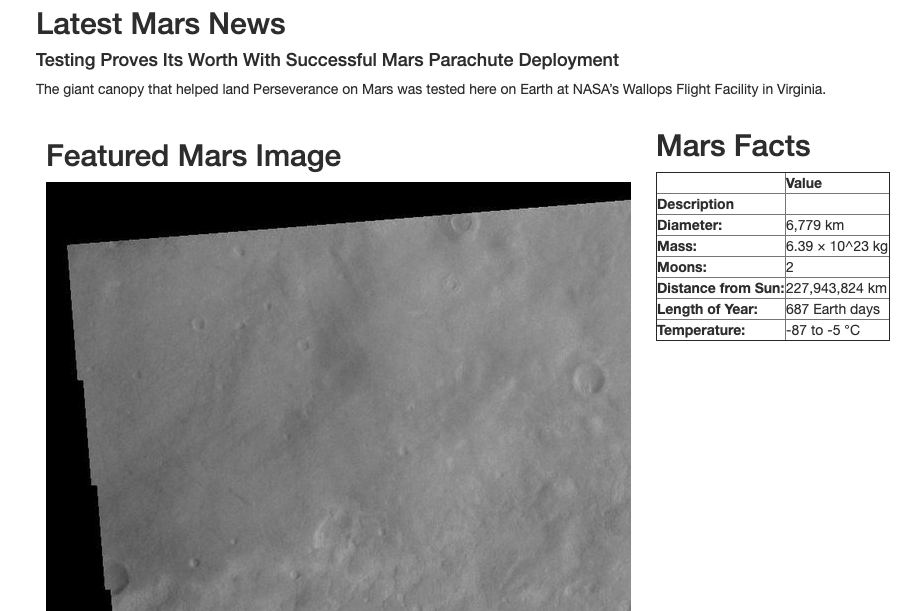 Latest Mars News
Testing Proves Its Worth With Successful Mars Parachute Deployment
The giant canopy that helped land Perseverance on Mars was tested here on Earth at NASA's Wallops Flight Facility in Virginia.
Featured Mars Image
Mars Facts
Value
Description
Diameter: 6,779 km
Mass: 6.39 × 10^23 kg
Moons: 2
Distance from Sun: 227,943,824 km
Length of Year: 687 Earth days
Temperature: -87 to -5 °C